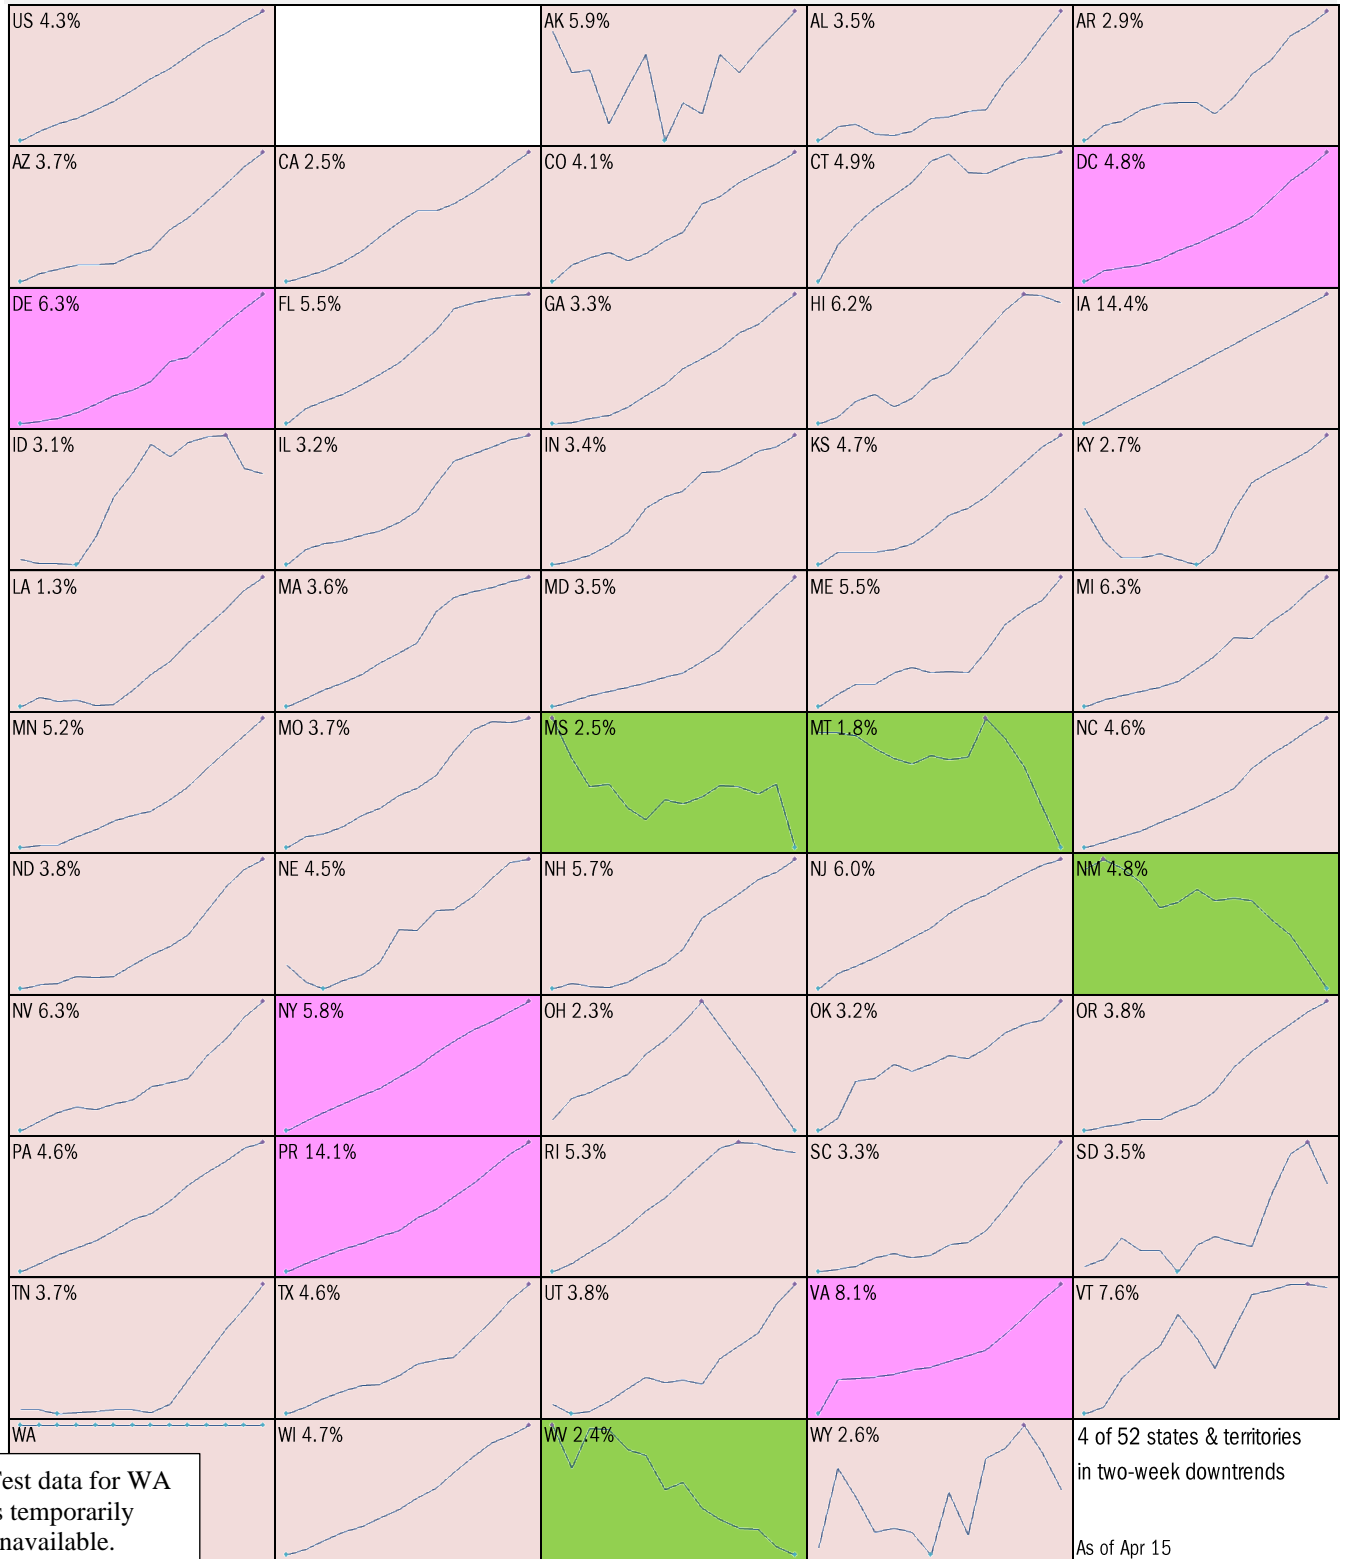 US 4.3%
AK 5.9%
AL 3.5%
AR 2.9%
AZ 3.7%
CA 2.5%
CO 4.1%
CT 4.9%
DC 4.8%
DE 6.3%
FL 5.5%
GA 3.3%
HI 6.2%
IA 14.4%
ID 3.1%
IL 3.2%
IN 3.4%
KS 4.7%
KY 2.7%
LA 1.3%
MA 3.6%
MD 3.5%
ME 5.5%
MI 6.3%
MN 5.2%
MO 3.7%
MS 2.5%
MT 1.8%
NC 4.6%
ND 3.8%
NE 4.5%
NH 5.7%
NJ 6.0%
NM 4.8%
NV 6.3%
NY 5.8%
OH 2.3%
OK 3.2%
OR 3.8%
PA 4.6%
PR 14.1%
RI 5.3%
SC 3.3%
SD 3.5%
TN 3.7%
TX 4.6%
UT 3.8%
VA 8.1%
VT 7.6%
WA
est data for WA
s temporarily
navailable.
WI 4.7%
WV 2.4%
WY 2.6%
4 of 52 states & territories
in two-week downtrends
As of Apr 15